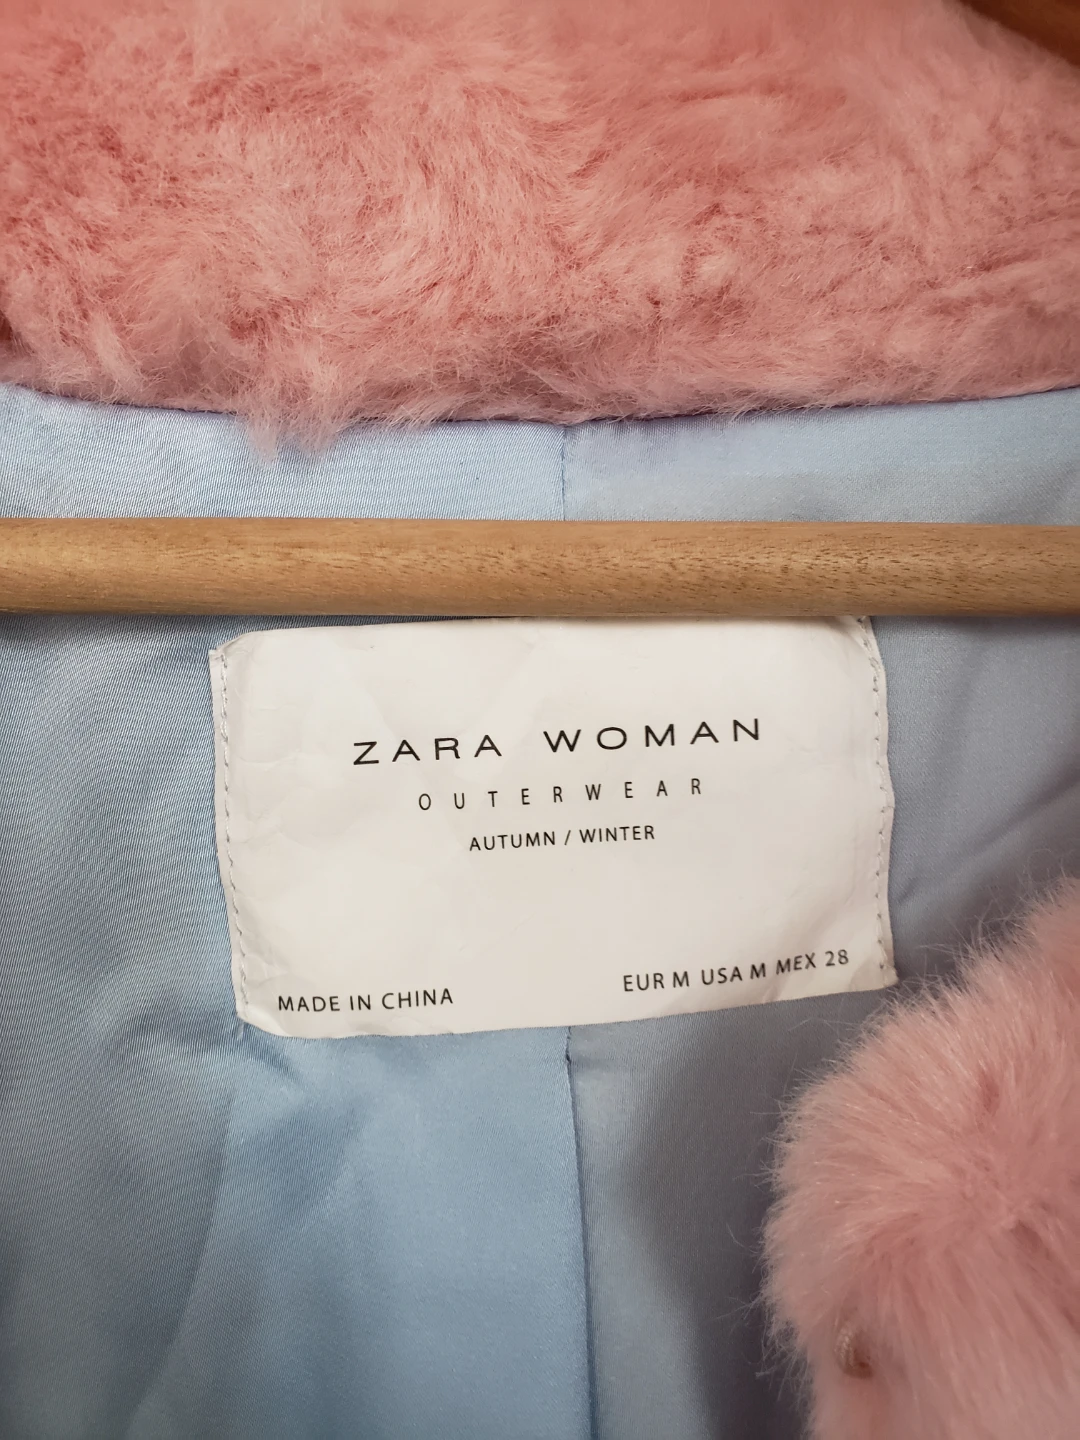 ZARA WOMAN
OUTERWEAR
AUTUMN / WINTER
MADE IN CHINA
EUR M USA M MEX 28